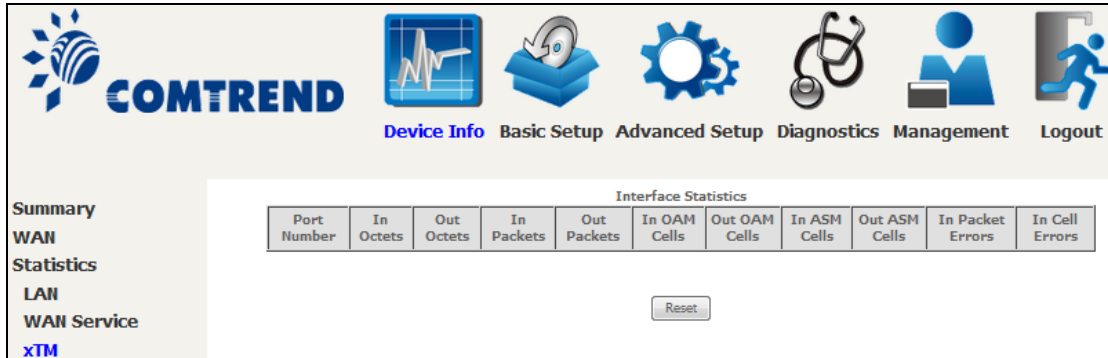 COMTREND
Device Info Basic Setup Advanced Setup Diagnostics Management Logout
Summary
WAN
Statistics
LAN
WAN Service
xTM
Interface Statistics
Port Number In Octets Out Octets In Packets Out Packets In OAM Cells Out OAM Cells In ASM Cells Out ASM Cells In Packet Errors In Cell Errors
Reset